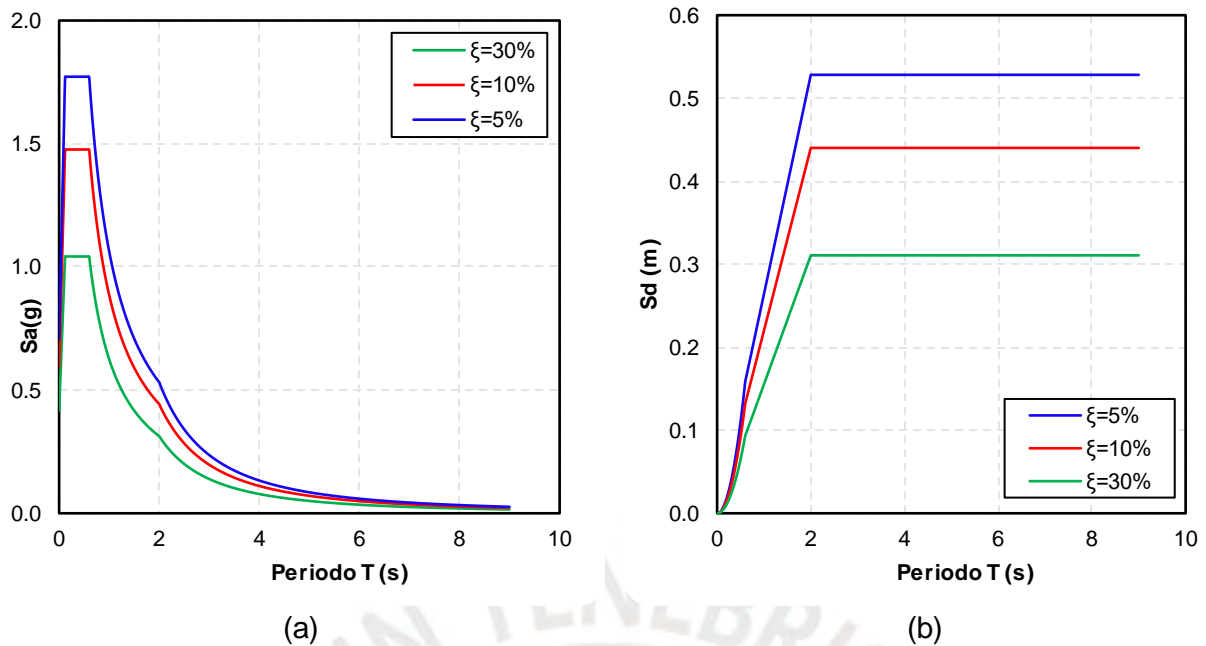 2.0
1.5
1.0
0.5
0.0
Sa(g)
ξ=30%
ξ=10%
ξ=5%
0 2 4 6 8 10
Periodo T (s)
(a)
0.6
0.5
0.4
0.3
0.2
0.1
0.0
Sd (m)
ξ=5%
ξ=10%
ξ=30%
0 2 4 6 8 10
Periodo T (s)
(b)
IN TENEBRI